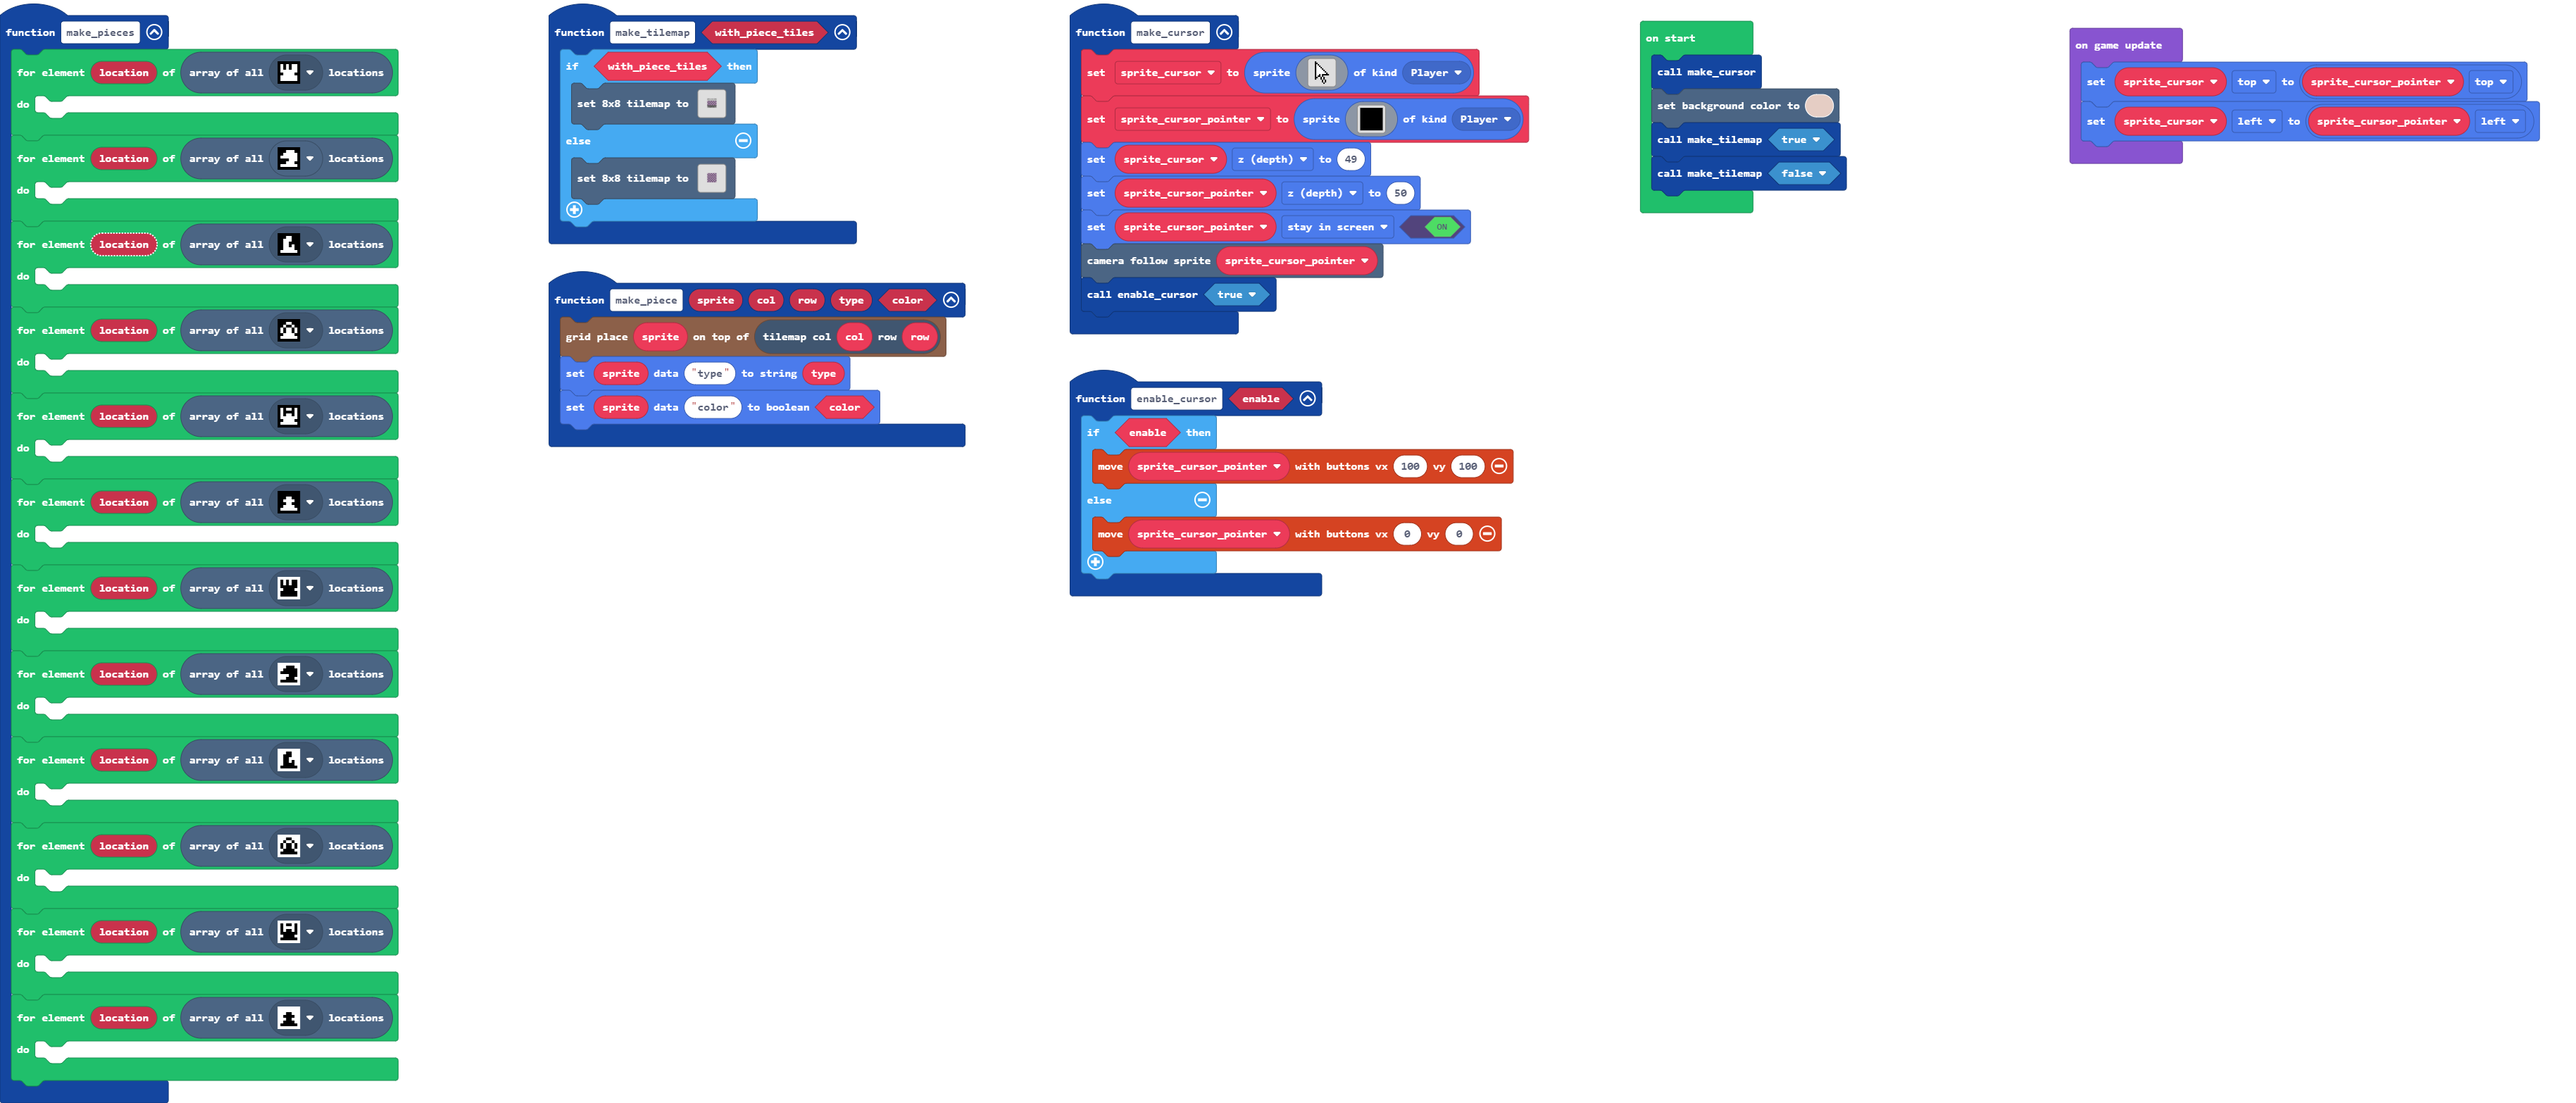 function make_pieces
for element location of array of all locations
do
for element location of array of all locations
do
for element location of array of all locations
do
for element location of array of all locations
do
for element location of array of all locations
do
for element location of array of all locations
do
for element location of array of all locations
do
for element location of array of all locations
do
for element location of array of all locations
do
for element location of array of all locations
do
for element location of array of all locations
do
for element location of array of all locations
do
function make_tilemap with_piece_tiles
if with_piece_tiles then
set 8x8 tilemap to
else
set 8x8 tilemap to
function make_piece sprite col row type color
grid place sprite on top of tilemap col col row row
set sprite data "type" to string type
set sprite data "color" to boolean color
function make_cursor
set sprite_cursor to sprite of kind Player
set sprite_cursor_pointer to sprite of kind Player
set sprite_cursor z (depth) to 49
set sprite_cursor_pointer z (depth) to 50
set sprite_cursor_pointer stay in screen ON
camera follow sprite sprite_cursor_pointer
call enable_cursor true
function enable_cursor enable
if enable then
move sprite_cursor_pointer with buttons vx 100 vy 100
else
move sprite_cursor_pointer with buttons vx 0 vy 0
on start
call make_cursor
set background color to
call make_tilemap true
call make_tilemap false
on game update
set sprite_cursor top to sprite_cursor_pointer top
set sprite_cursor left to sprite_cursor_pointer left